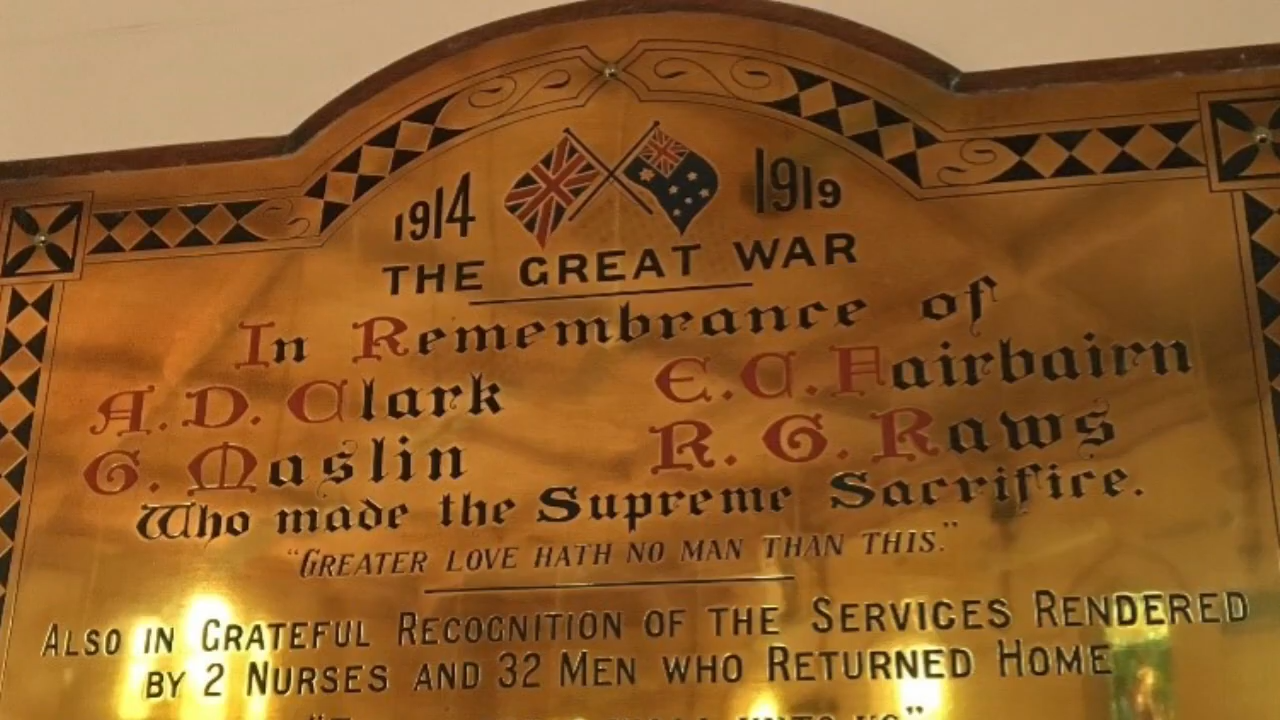 1914 1919
THE GREAT WAR
In Remembrance of
A. D. Clark E. C. Fairbairn
G. Maslin R. G. Raws
Who made the Supreme Sacrifice.
"GREATER LOVE HATH NO MAN THAN THIS."
ALSO IN GRATEFUL RECOGNITION OF THE SERVICES RENDERED
BY 2 NURSES AND 32 MEN WHO RETURNED HOME